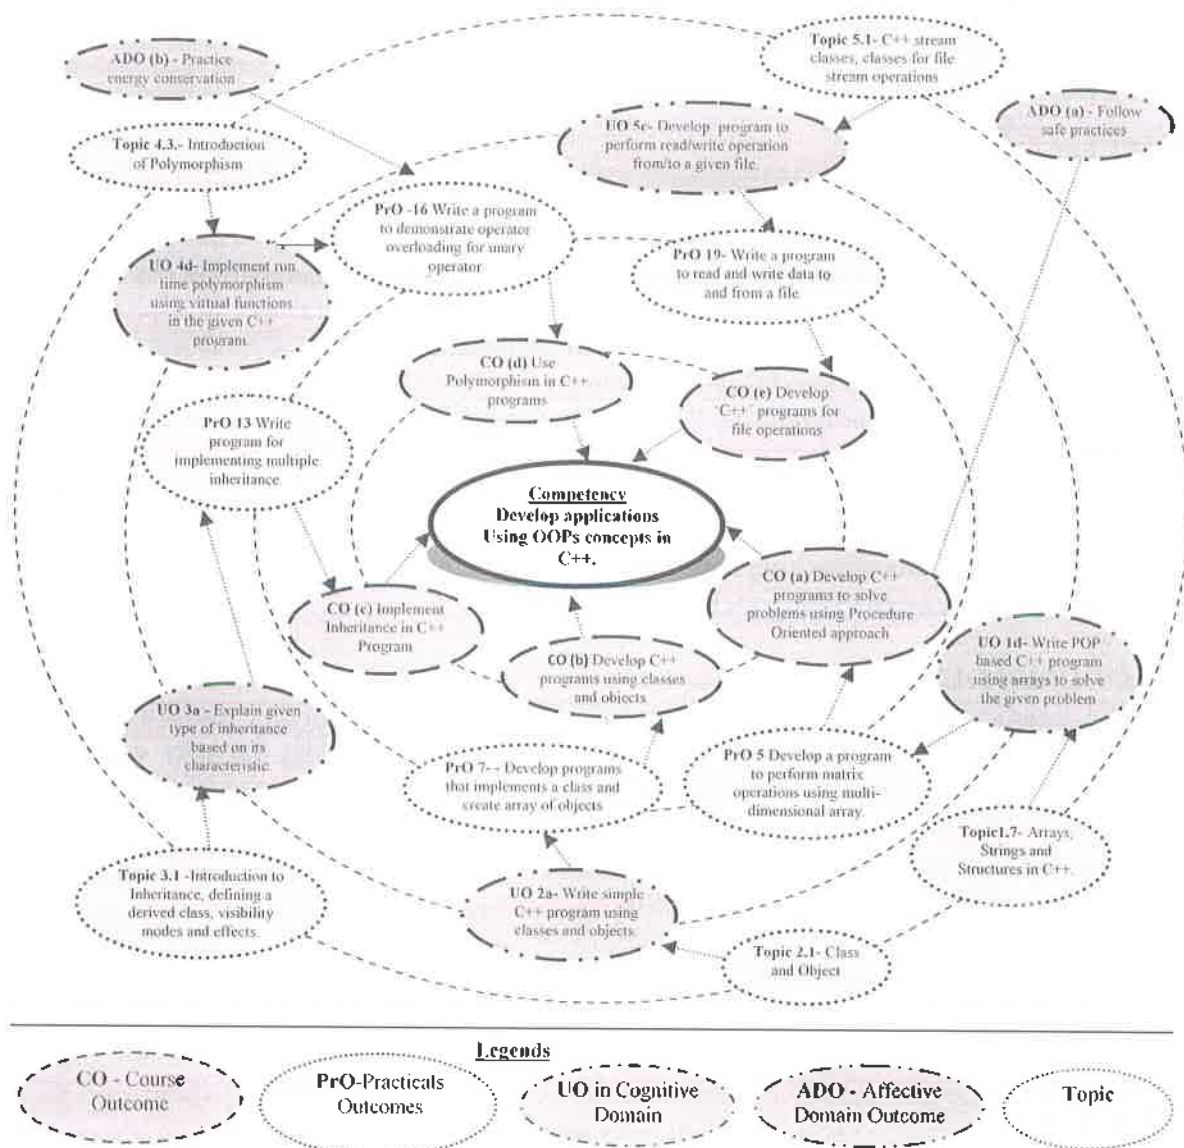 ADO (b) - Practice
energy conservation
Topic 5.1- C++ stream
classes, classes for file
stream operations
ADO (a) - Follow
safe practices
Topic 4.3.- Introduction
of Polymorphism
UO 5c- Develop program to
perform read/write operation
from/to a given file.
PrO -16 Write a program
to demonstrate operator
overloading for unary
operator
PrO 19- Write a program
to read and write data to
and from a file.
UO 4d- Implement run
time polymorphism
using virtual functions
in the given C++
program.
CO (d) Use
Polymorphism in C++
programs
CO (e) Develop
'C++' programs for
file operations
PrO 13 Write
program for
implementing multiple
inheritance.
Competency
Develop applications
Using OOPs concepts in
C++.
CO (a) Develop C++
programs to solve
problems using Procedure
Oriented approach
CO (c) Implement
Inheritance in C++
Program
CO (b) Develop C++
programs using classes
and objects
UO 1d- Write POP
based C++ program
using arrays to solve
the given problem
UO 3a - Explain given
type of inheritance
based on its
characteristic.
PrO 7- - Develop programs
that implements a class and
create array of objects
PrO 5 Develop a program
to perform matrix
operations using multi-
dimensional array.
Topic1.7- Arrays,
Strings and
Structures in C++.
Topic 3.1 -Introduction to
Inheritance, defining a
derived class, visibility
modes and effects.
UO 2a- Write simple
C++ program using
classes and objects.
Topic 2.1- Class
and Object
Legends
CO - Course
Outcome
PrO-Practicals
Outcomes
UO in Cognitive
Domain
ADO - Affective
Domain Outcome
Topic